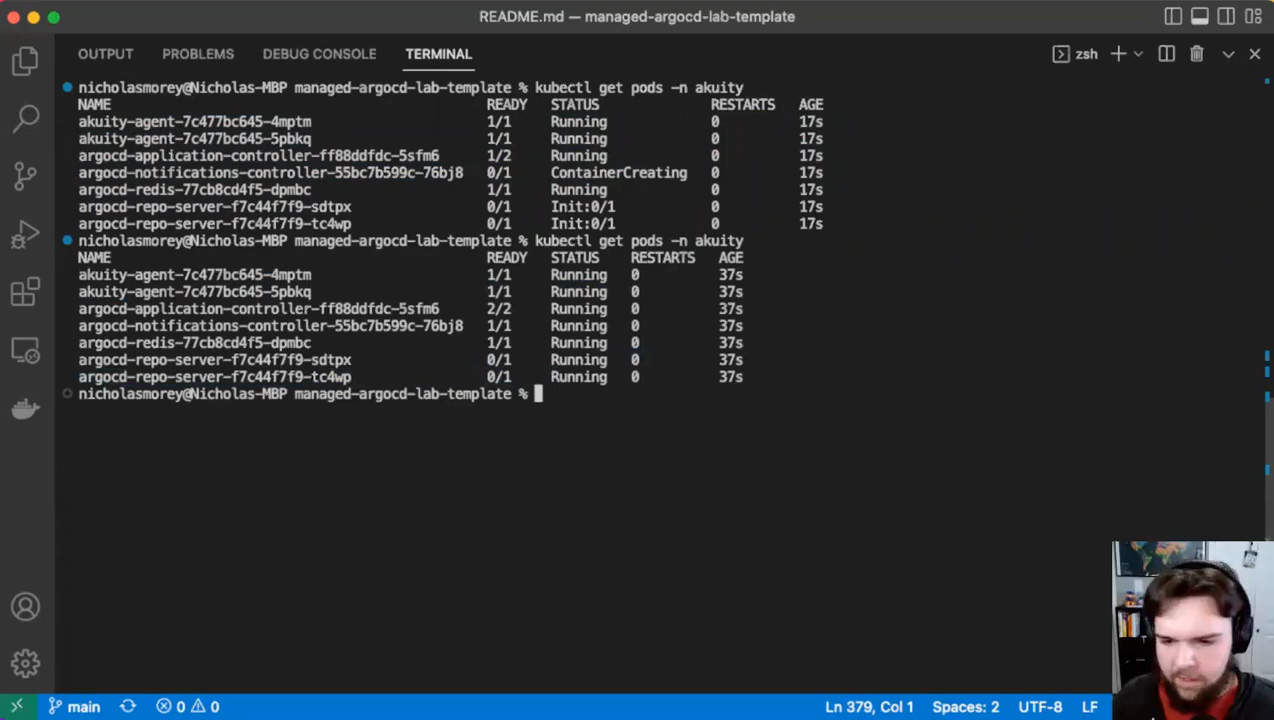 README.md — managed-argocd-lab-template
OUTPUT PROBLEMS DEBUG CONSOLE TERMINAL zsh
nicholasmorey@Nicholas-MBP managed-argocd-lab-template % kubectl get pods -n akuity
NAME READY STATUS RESTARTS AGE
akuity-agent-7c477bc645-4mptm 1/1 Running 0 17s
akuity-agent-7c477bc645-5pbkq 1/1 Running 0 17s
argocd-application-controller-ff88ddfdc-5sfm6 1/2 Running 0 17s
argocd-notifications-controller-55bc7b599c-76bj8 0/1 ContainerCreating 0 17s
argocd-redis-77cb8cd4f5-dpmbc 1/1 Running 0 17s
argocd-repo-server-f7c44f7f9-sdtpx 0/1 Init:0/1 0 17s
argocd-repo-server-f7c44f7f9-tc4wp 0/1 Init:0/1 0 17s
nicholasmorey@Nicholas-MBP managed-argocd-lab-template % kubectl get pods -n akuity
NAME READY STATUS RESTARTS AGE
akuity-agent-7c477bc645-4mptm 1/1 Running 0 37s
akuity-agent-7c477bc645-5pbkq 1/1 Running 0 37s
argocd-application-controller-ff88ddfdc-5sfm6 2/2 Running 0 37s
argocd-notifications-controller-55bc7b599c-76bj8 1/1 Running 0 37s
argocd-redis-77cb8cd4f5-dpmbc 1/1 Running 0 37s
argocd-repo-server-f7c44f7f9-sdtpx 0/1 Running 0 37s
argocd-repo-server-f7c44f7f9-tc4wp 0/1 Running 0 37s
nicholasmorey@Nicholas-MBP managed-argocd-lab-template %
main 0 0 Ln 379, Col 1 Spaces: 2 UTF-8 LF